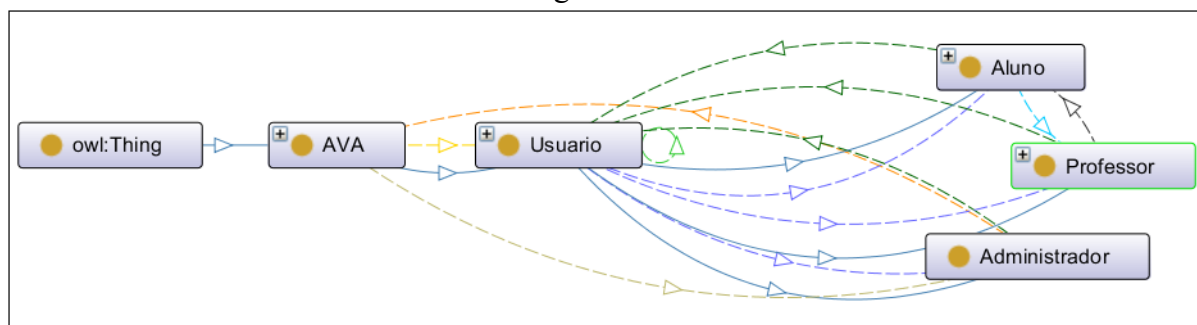 Aluno
owl:Thing
AVA
Usuario
Professor
Administrador